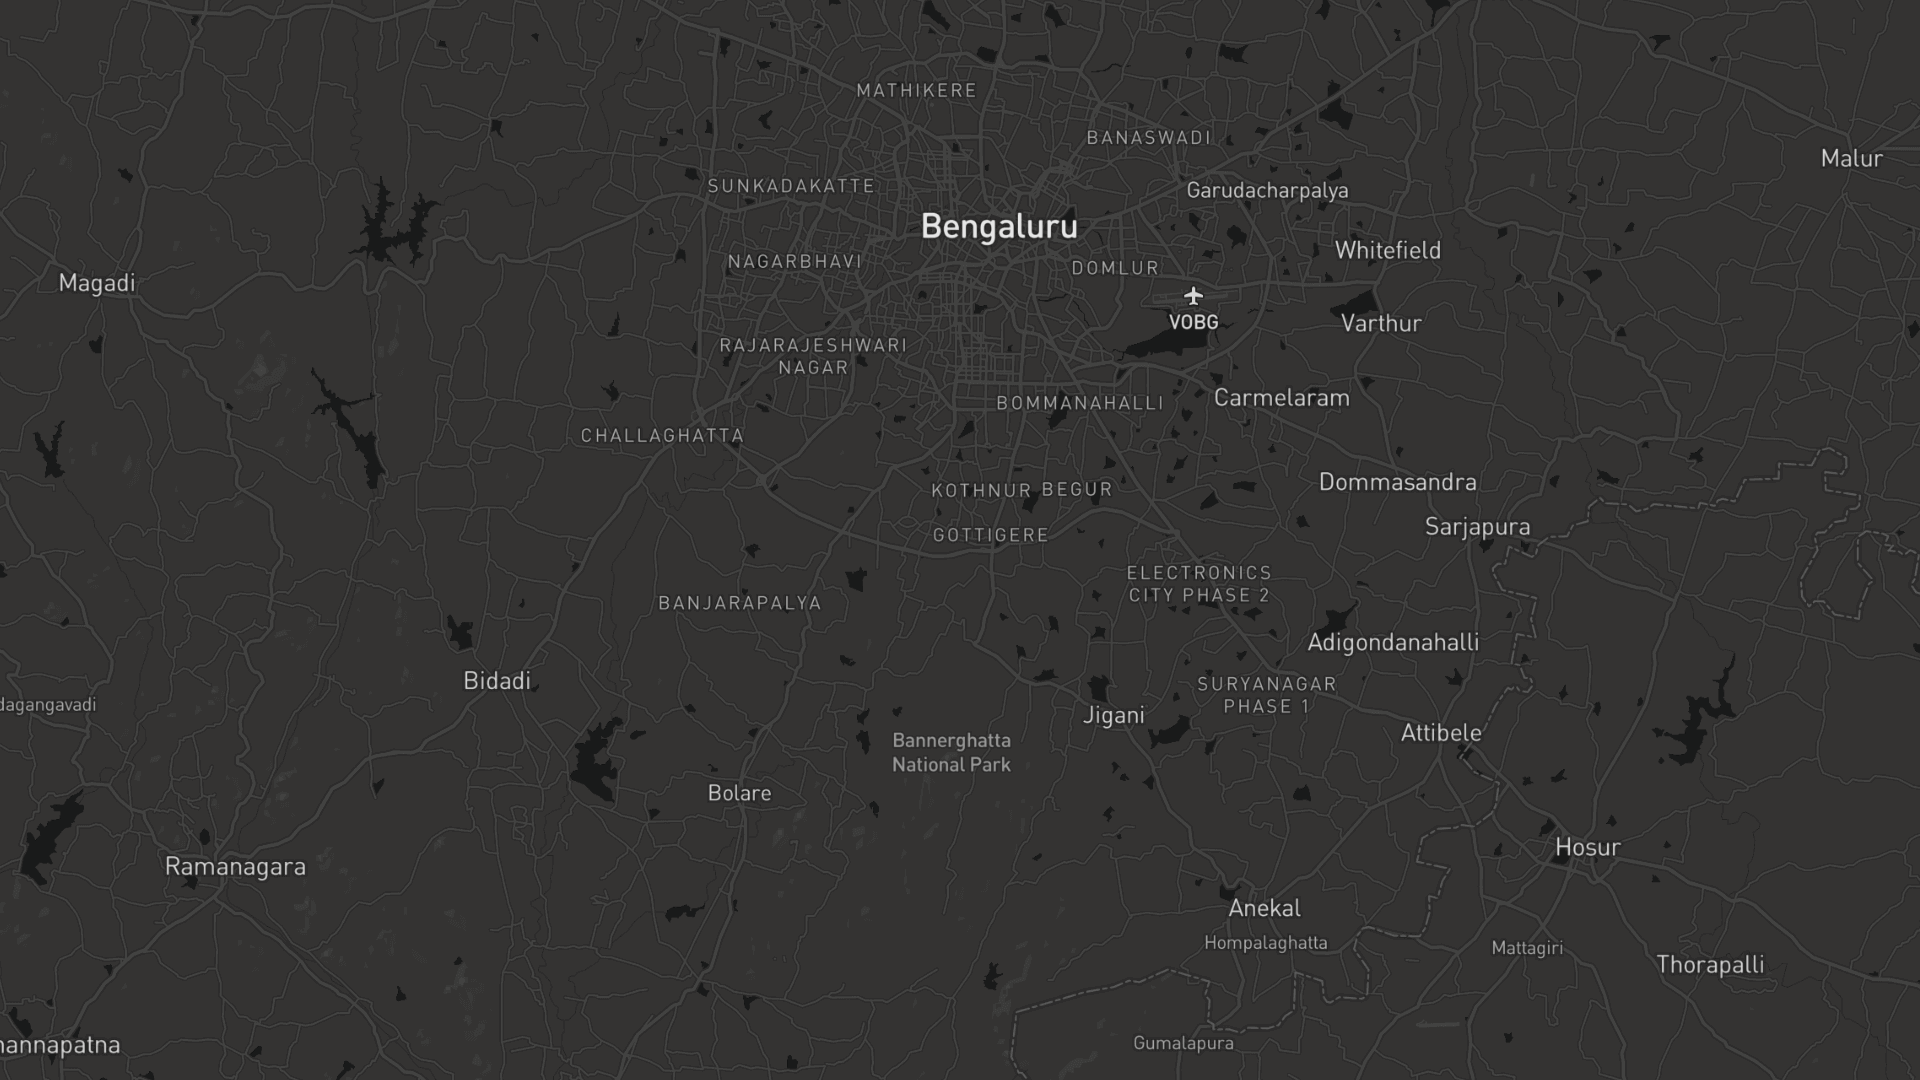 MATHIKERE
BANASWADI
Malur
SUNKADAKATTE
Garudacharpalya
Bengaluru
Whitefield
NAGARBHAVI
DOMLUR
Magadi
VOBG
Varthur
RAJARAJESHWARI
NAGAR
Carmelaram
BOMMANAHALLI
CHALLAGHATTA
Dommasandra
KOTHNUR
BEGUR
Sarjapura
GOTTIGERE
ELECTRONICS
CITY PHASE 2
BANJARAPALYA
Adigondanahalli
Bidadi
SURYANAGAR
PHASE 1
dagangavadi
Jigani
Attibele
Bannerghatta
National Park
Bolare
Hosur
Ramanagara
Anekal
Hompalaghatta
Mattagiri
Thorapalli
Gumalapura
nannapatna